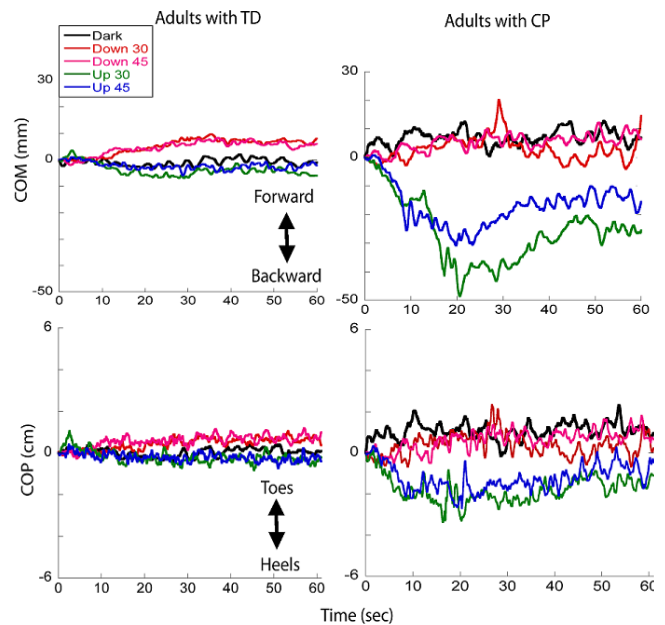 Adults with TD
Adults with CP
Dark
Down 30
Down 45
Up 30
Up 45
30
0
-50
COM (mm)
Forward
Backward
0 10 20 30 40 50 60
30
0
-50
0 10 20 30 40 50 60
6
0
-6
COP (cm)
Toes
Heels
0 10 20 30 40 50 60
6
0
-6
0 10 20 30 40 50 60
Time (sec)